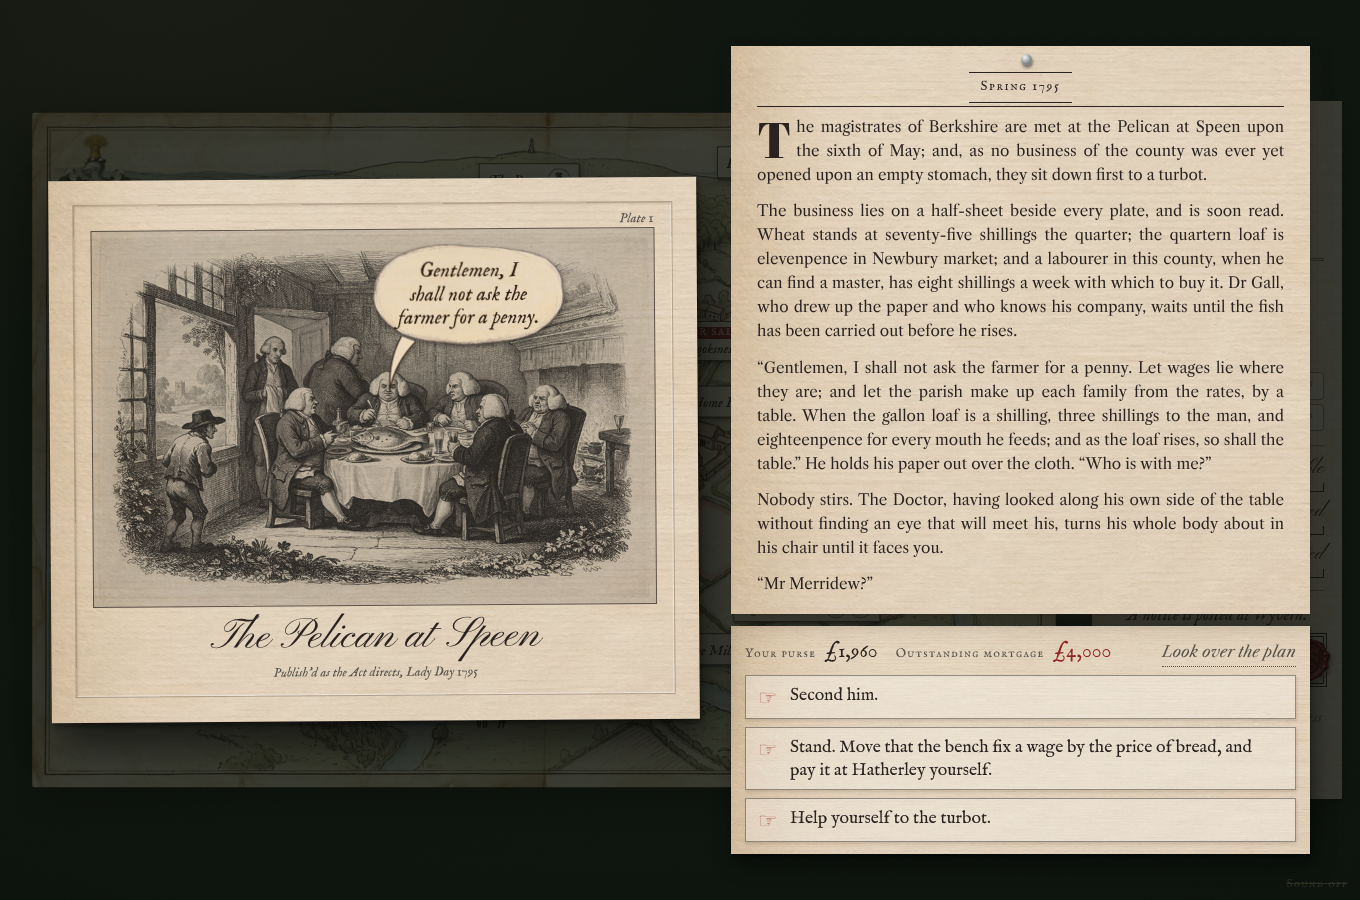 Plate 1
Gentlemen, I
shall not ask the
farmer for a penny.
The Pelican at Speen
Publish'd as the Act directs, Lady Day 1795
Spring 1795
The magistrates of Berkshire are met at the Pelican at Speen upon
the sixth of May; and, as no business of the county was ever yet
opened upon an empty stomach, they sit down first to a turbot.
The business lies on a half-sheet beside every plate, and is soon read.
Wheat stands at seventy-five shillings the quarter; the quartern loaf is
elevenpence in Newbury market; and a labourer in this county, when he
can find a master, has eight shillings a week with which to buy it. Dr Gall,
who drew up the paper and who knows his company, waits until the fish
has been carried out before he rises.
“Gentlemen, I shall not ask the farmer for a penny. Let wages lie where
they are; and let the parish make up each family from the rates, by a
table. When the gallon loaf is a shilling, three shillings to the man, and
eighteenpence for every mouth he feeds; and as the loaf rises, so shall the
table.” He holds his paper out over the cloth. “Who is with me?”
Nobody stirs. The Doctor, having looked along his own side of the table
without finding an eye that will meet his, turns his whole body about in
his chair until it faces you.
“Mr Merridew?”
A notice is posted at Wyvern.
Your purse £1,960 Outstanding mortgage £4,000 Look over the plan
☞ Second him.
☞ Stand. Move that the bench fix a wage by the price of bread, and
pay it at Hatherley yourself.
☞ Help yourself to the turbot.
Sound off